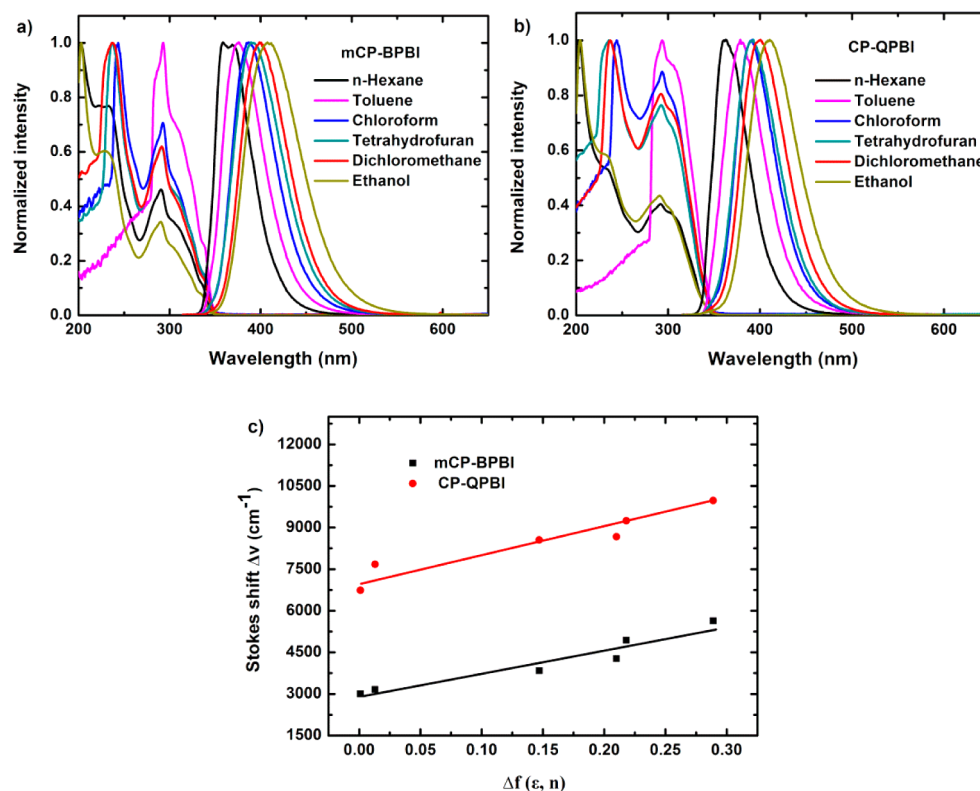 a)
mCP-BPBI
n-Hexane
Toluene
Chloroform
Tetrahydrofuran
Dichloromethane
Ethanol
Normalized intensity
1.0
0.8
0.6
0.4
0.2
0.0
200 300 400 500 600
Wavelength (nm)
b)
CP-QPBI
n-Hexane
Toluene
Chloroform
Tetrahydrofuran
Dichloromethane
Ethanol
Normalized intensity
1.0
0.8
0.6
0.4
0.2
0.0
200 300 400 500 600
Wavelength (nm)
c)
mCP-BPBI
CP-QPBI
Stokes shift Δν (cm⁻¹)
12000
10500
9000
7500
6000
4500
3000
1500
0.00 0.05 0.10 0.15 0.20 0.25 0.30
Δf (ε, n)